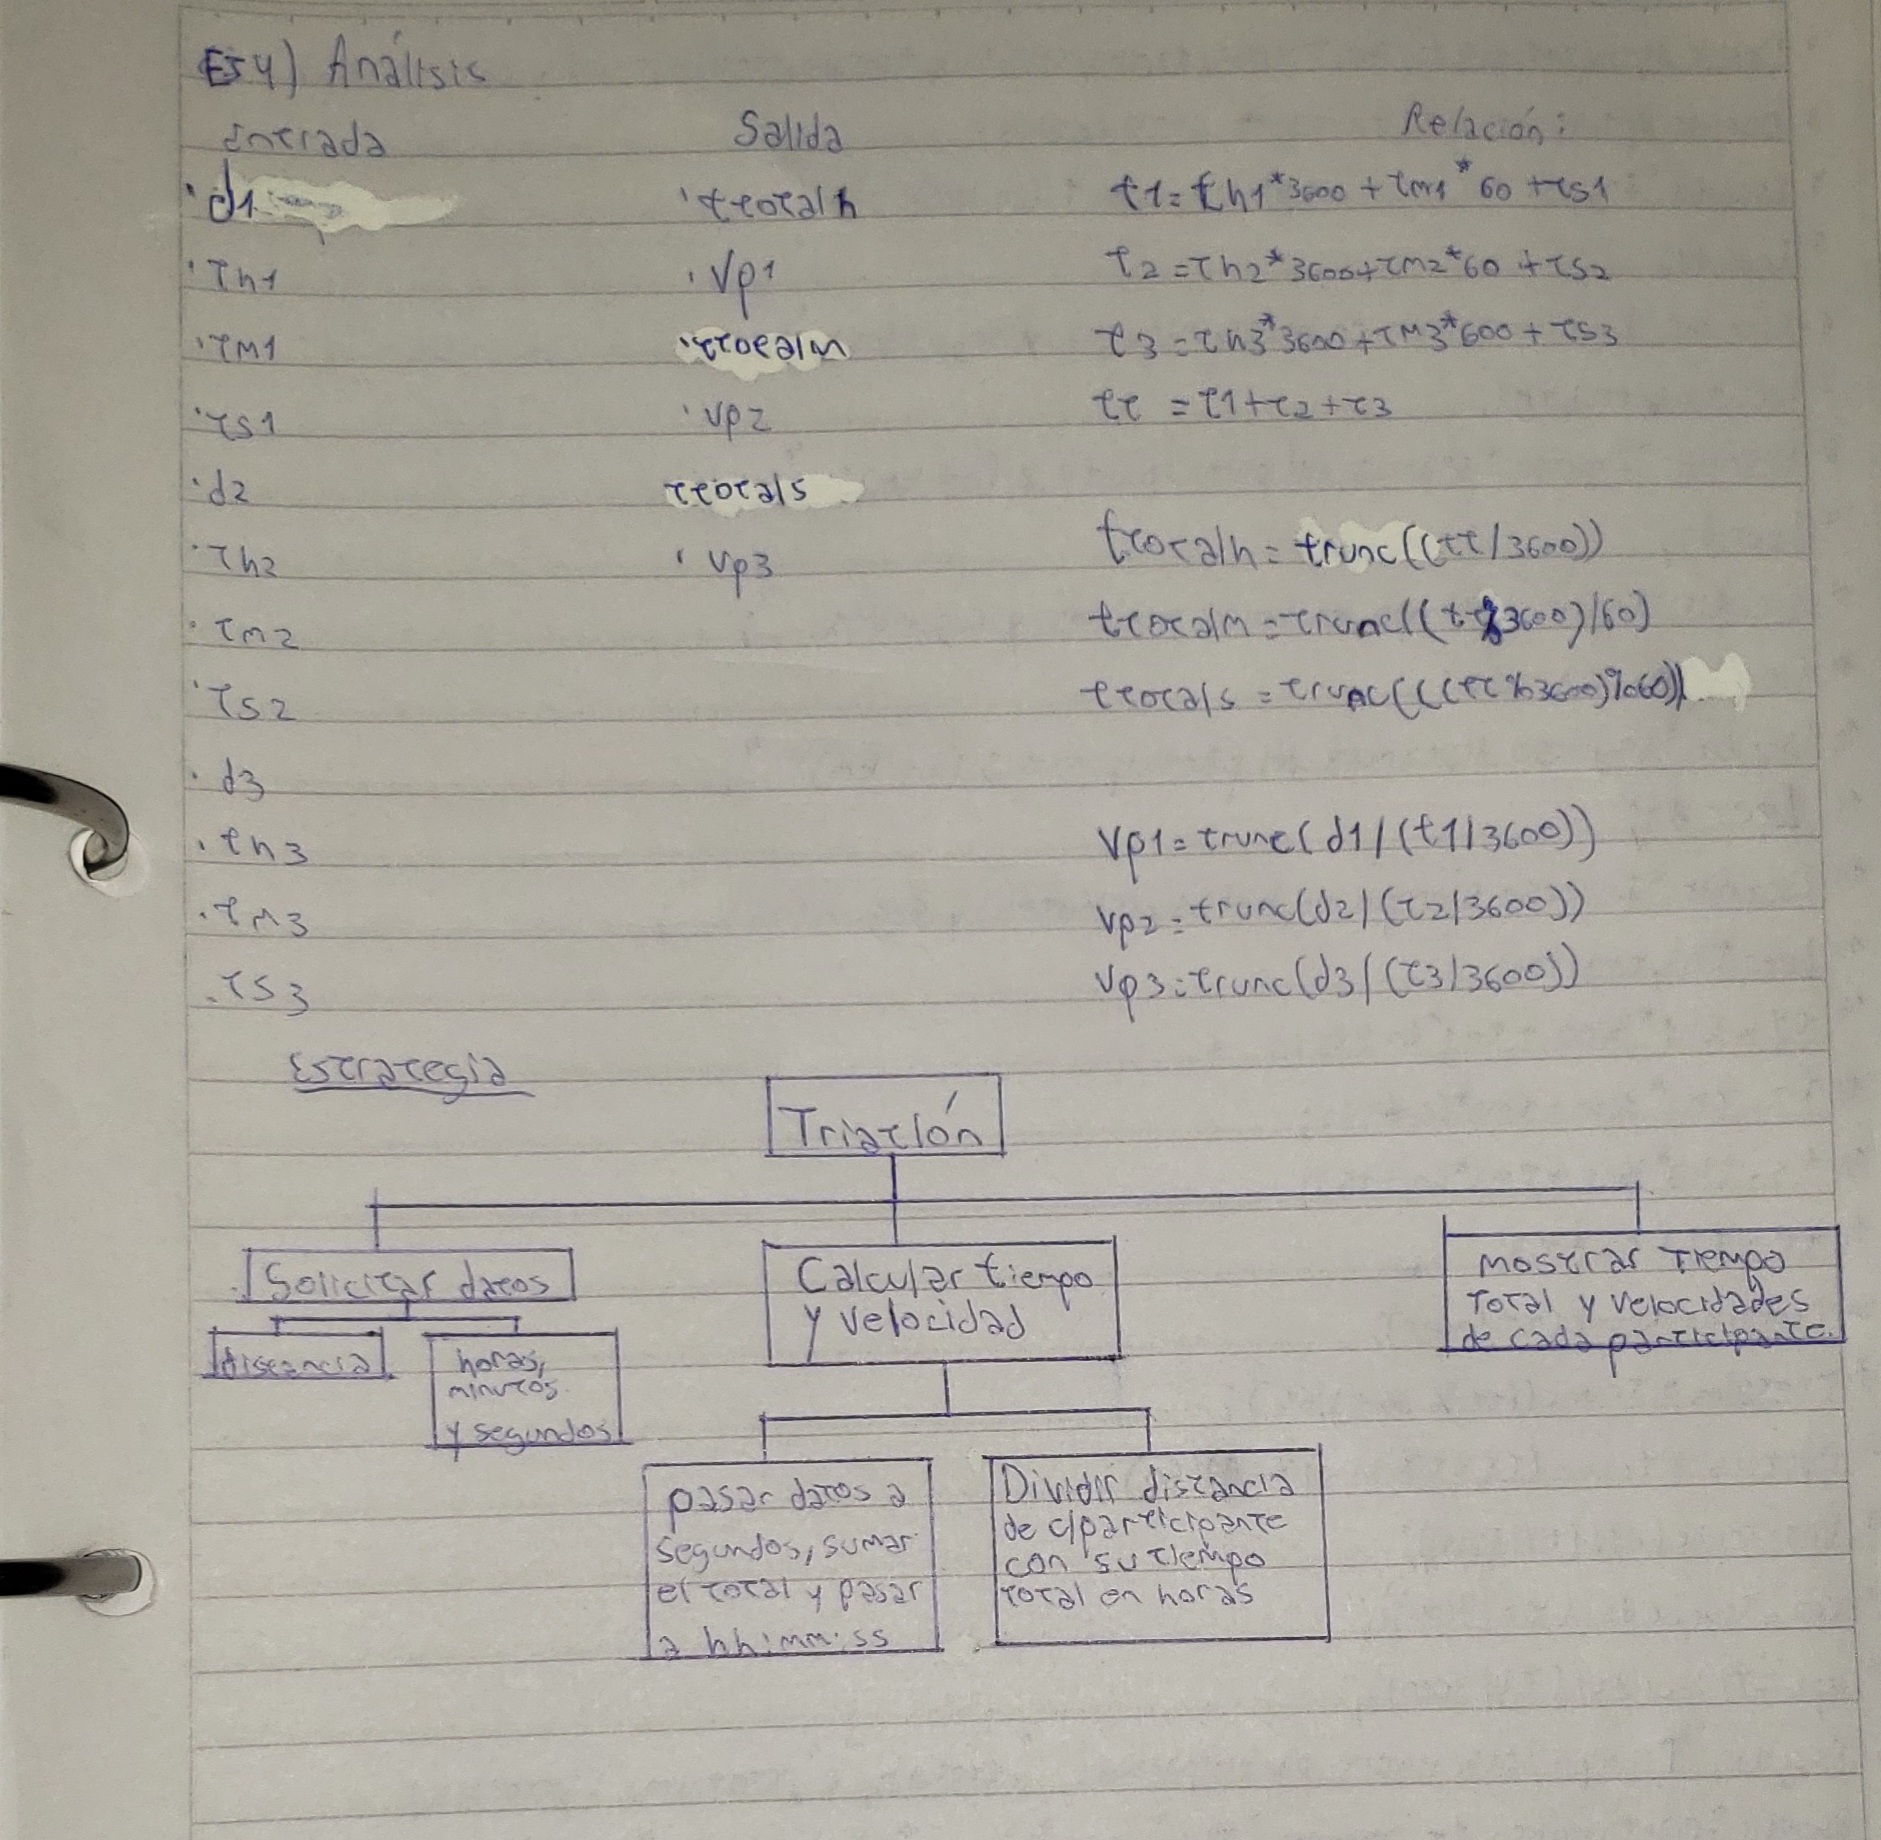 EJ4) Análisis
Entrada Salida Relación:
· d1 · ttotalh t1= th1*3600 + tm1*60 + ts1
· Th1 · Vp1 t2 = Th2*3600 + tm2*60 + ts2
· TM1 · ttotalm t3 = th3*3600 + TM3*600 + TS3
· TS1 · Vp2 tt = t1+t2+t3
· d2 ttotals
· Th2 · Vp3 ttotalh = trunc((tt/3600))
· Tm2 ttotalm = trunc((tt%3600)/60)
· TS2 ttotals = trunc(((tt%3600)%60))
· d3
· th3 Vp1 = trunc(d1/(t1/3600))
· TM3 Vp2 = trunc(d2/(t2/3600))
· TS3 Vp3 = trunc(d3/(t3/3600))
Estrategia
Triatlón
Solicitar datos
distancia
horas,
minutos
y segundos
Calcular tiempo
y velocidad
pasar datos a
segundos, sumar
el total y pasar
a hh:mm:ss
Dividir distancia
de c/participante
con su tiempo
total en horas
Mostrar Tiempo
Total y velocidades
de cada participante.